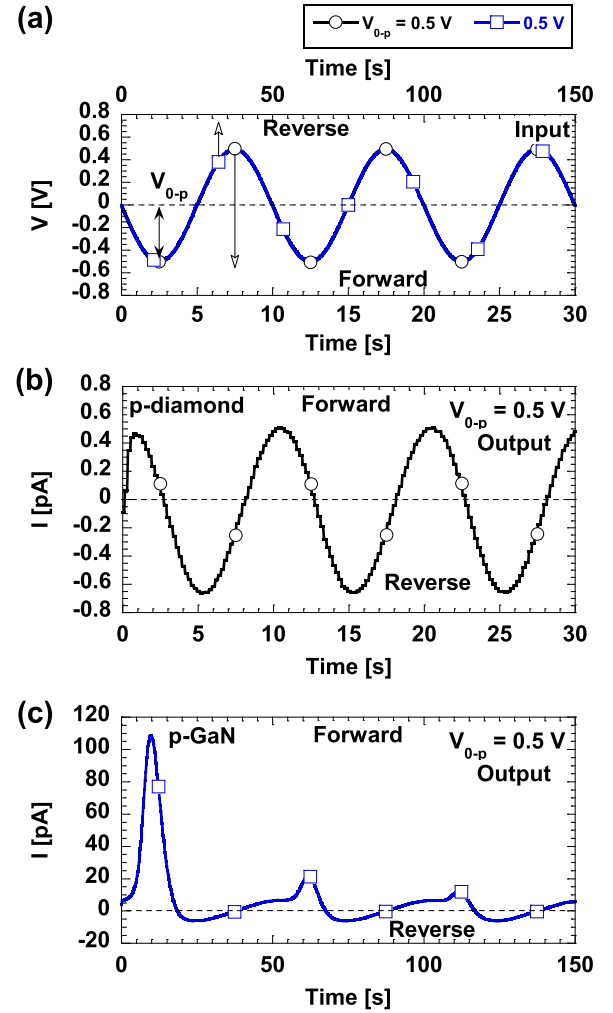 (a)
V0-p = 0.5 V 0.5 V
Time [s]
0 50 100 150
0.8
0.6
0.4
0.2
0
-0.2
-0.4
-0.6
-0.8
V [V]
Reverse
Input
V0-p
Forward
0 5 10 15 20 25 30
Time [s]
(b)
0.8
0.6
0.4
0.2
0
-0.2
-0.4
-0.6
-0.8
I [pA]
p-diamond Forward V0-p = 0.5 V
Output
Reverse
0 5 10 15 20 25 30
Time [s]
(c)
120
100
80
60
40
20
0
-20
I [pA]
p-GaN Forward V0-p = 0.5 V
Output
Reverse
0 50 100 150
Time [s]